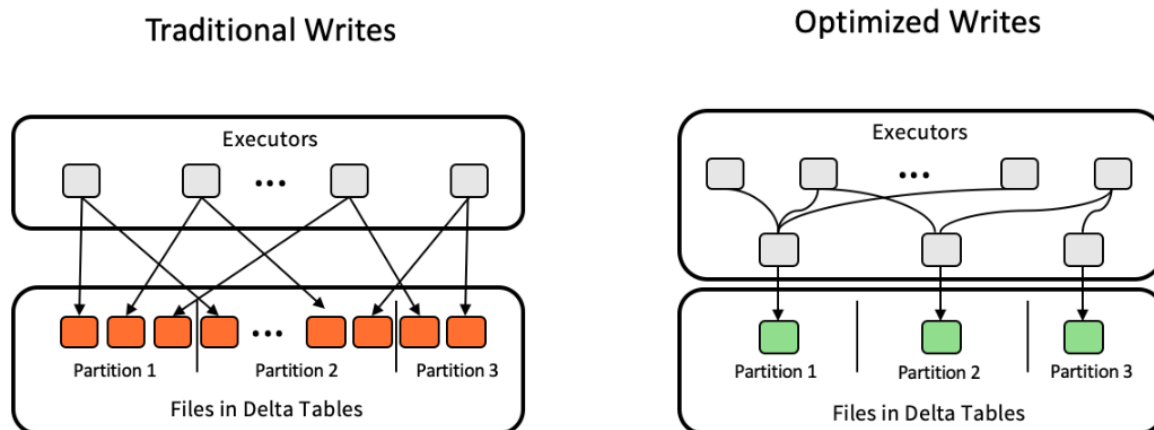 Traditional Writes
Executors
...
...
Partition 1
Partition 2
Partition 3
Files in Delta Tables
Optimized Writes
Executors
...
Partition 1
Partition 2
Partition 3
Files in Delta Tables